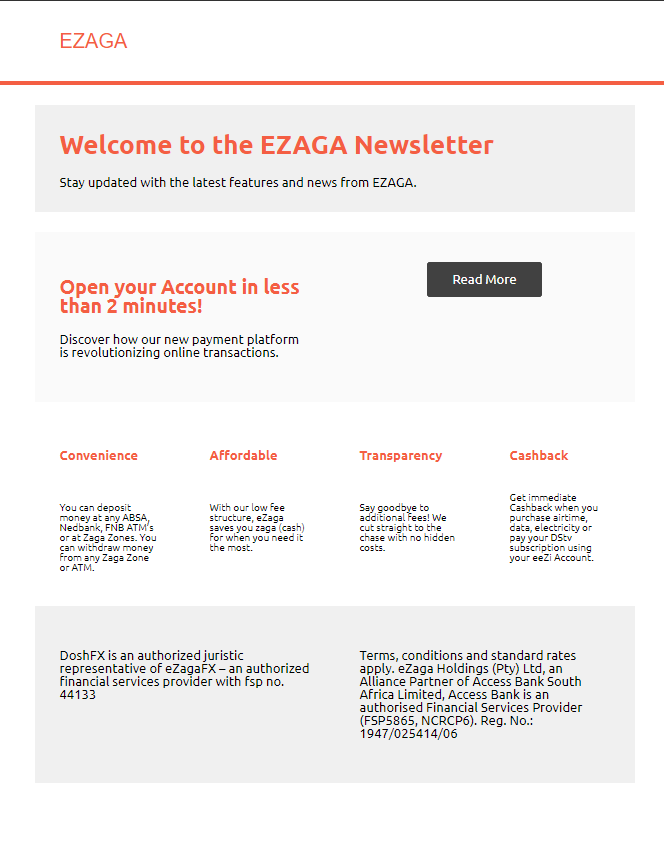 EZAGA
Welcome to the EZAGA Newsletter
Stay updated with the latest features and news from EZAGA.
Open your Account in less
than 2 minutes!
Discover how our new payment platform
is revolutionizing online transactions.
Read More
Convenience
You can deposit
money at any ABSA,
Nedbank, FNB ATM's
or at Zaga Zones. You
can withdraw money
from any Zaga Zone
or ATM.
Affordable
With our low fee
structure, eZaga
saves you zaga (cash)
for when you need it
the most.
Transparency
Say goodbye to
additional fees! We
cut straight to the
chase with no hidden
costs.
Cashback
Get immediate
Cashback when you
purchase airtime,
data, electricity or
pay your DStv
subscription using
your eeZi Account.
DoshFX is an authorized juristic
representative of eZagaFX – an authorized
financial services provider with fsp no.
44133
Terms, conditions and standard rates
apply. eZaga Holdings (Pty) Ltd, an
Alliance Partner of Access Bank South
Africa Limited, Access Bank is an
authorised Financial Services Provider
(FSP5865, NCRCP6). Reg. No.:
1947/025414/06